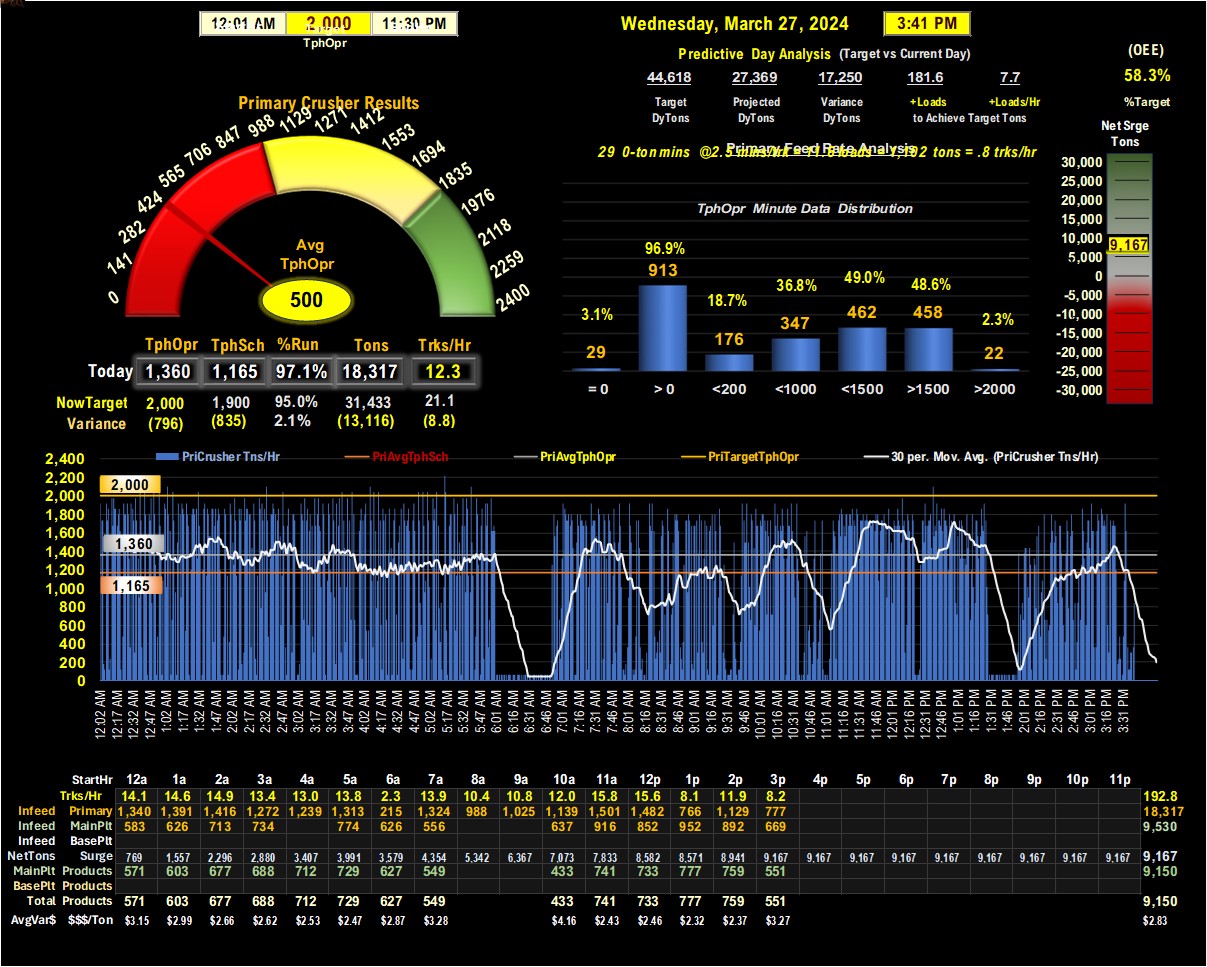 12:01 AM 2,000 11:30 PM
TphOpr
Wednesday, March 27, 2024 3:41 PM
Predictive Day Analysis (Target vs Current Day)
44,618 27,369 17,250 181.6 7.7
Target Projected Variance +Loads +Loads/Hr
DyTons DyTons DyTons to Achieve Target Tons
(OEE)
58.3%
%Target
Net Srge
Tons
30,000
25,000
20,000
15,000
10,000
9,167
5,000
0
-5,000
-10,000
-15,000
-20,000
-25,000
-30,000
Primary Crusher Results
0 141 282 424 565 706 847 988 1129 1271 1412 1553 1694 1835 1976 2118 2259 2400
Avg
TphOpr
500
TphOpr TphSch %Run Tons Trks/Hr
Today 1,360 1,165 97.1% 18,317 12.3
NowTarget 2,000 1,900 95.0% 31,433 21.1
Variance (796) (835) 2.1% (13,116) (8.8)
Primary Feed Rate Analysis
29 0-ton mins @2.5 tons = .8 trks/hr
TphOpr Minute Data Distribution
3.1% 96.9% 18.7% 36.8% 49.0% 48.6% 2.3%
29 913 176 347 462 458 22
= 0 > 0 <200 <1000 <1500 >1500 >2000
PriCrusher Tns/Hr PriAvgTphSch PriAvgTphOpr PriTargetTphOpr 30 per. Mov. Avg. (PriCrusher Tns/Hr)
2,400
2,200
2,000
1,800
1,600
1,400
1,200
1,000
800
600
400
200
0
2,000
1,360
1,165
12:02 AM 12:17 AM 12:32 AM 12:47 AM 1:02 AM 1:17 AM 1:32 AM 1:47 AM 2:02 AM 2:17 AM 2:32 AM 2:47 AM 3:02 AM 3:17 AM 3:32 AM 3:47 AM 4:02 AM 4:17 AM 4:32 AM 4:47 AM 5:02 AM 5:17 AM 5:32 AM 5:47 AM 6:01 AM 6:16 AM 6:31 AM 6:46 AM 7:01 AM 7:16 AM 7:31 AM 7:46 AM 8:01 AM 8:16 AM 8:31 AM 8:46 AM 9:01 AM 9:16 AM 9:31 AM 9:46 AM 10:01 AM 10:16 AM 10:31 AM 10:46 AM 11:01 AM 11:16 AM 11:31 AM 11:46 AM 12:01 PM 12:16 PM 12:31 PM 12:46 PM 1:01 PM 1:16 PM 1:31 PM 1:46 PM 2:01 PM 2:16 PM 2:31 PM 2:46 PM 3:01 PM 3:16 PM 3:31 PM
StartHr 12a 1a 2a 3a 4a 5a 6a 7a 8a 9a 10a 11a 12p 1p 2p 3p 4p 5p 6p 7p 8p 9p 10p 11p
Trks/Hr 14.1 14.6 14.9 13.4 13.0 13.8 2.3 13.9 10.4 10.8 12.0 15.8 15.6 8.1 11.9 8.2 192.8
Infeed Primary 1,340 1,391 1,416 1,272 1,239 1,313 215 1,324 988 1,025 1,139 1,501 1,482 766 1,129 777 18,317
Infeed MainPlt 583 626 713 734 774 626 556 637 916 852 952 892 669 9,530
Infeed BasePlt
NetTons Surge 769 1,557 2,296 2,880 3,407 3,991 3,579 4,354 5,342 6,367 7,073 7,833 8,582 8,571 8,941 9,167 9,167 9,167 9,167 9,167 9,167 9,167 9,167 9,167 9,167
MainPlt Products 571 603 677 688 712 729 627 549 433 741 733 777 759 551 9,150
BasePlt Products
Total Products 571 603 677 688 712 729 627 549 433 741 733 777 759 551 9,150
AvgVar$ $$$/Ton $3.15 $2.99 $2.66 $2.62 $2.53 $2.47 $2.87 $3.28 $4.16 $2.43 $2.46 $2.32 $2.37 $3.27 $2.83